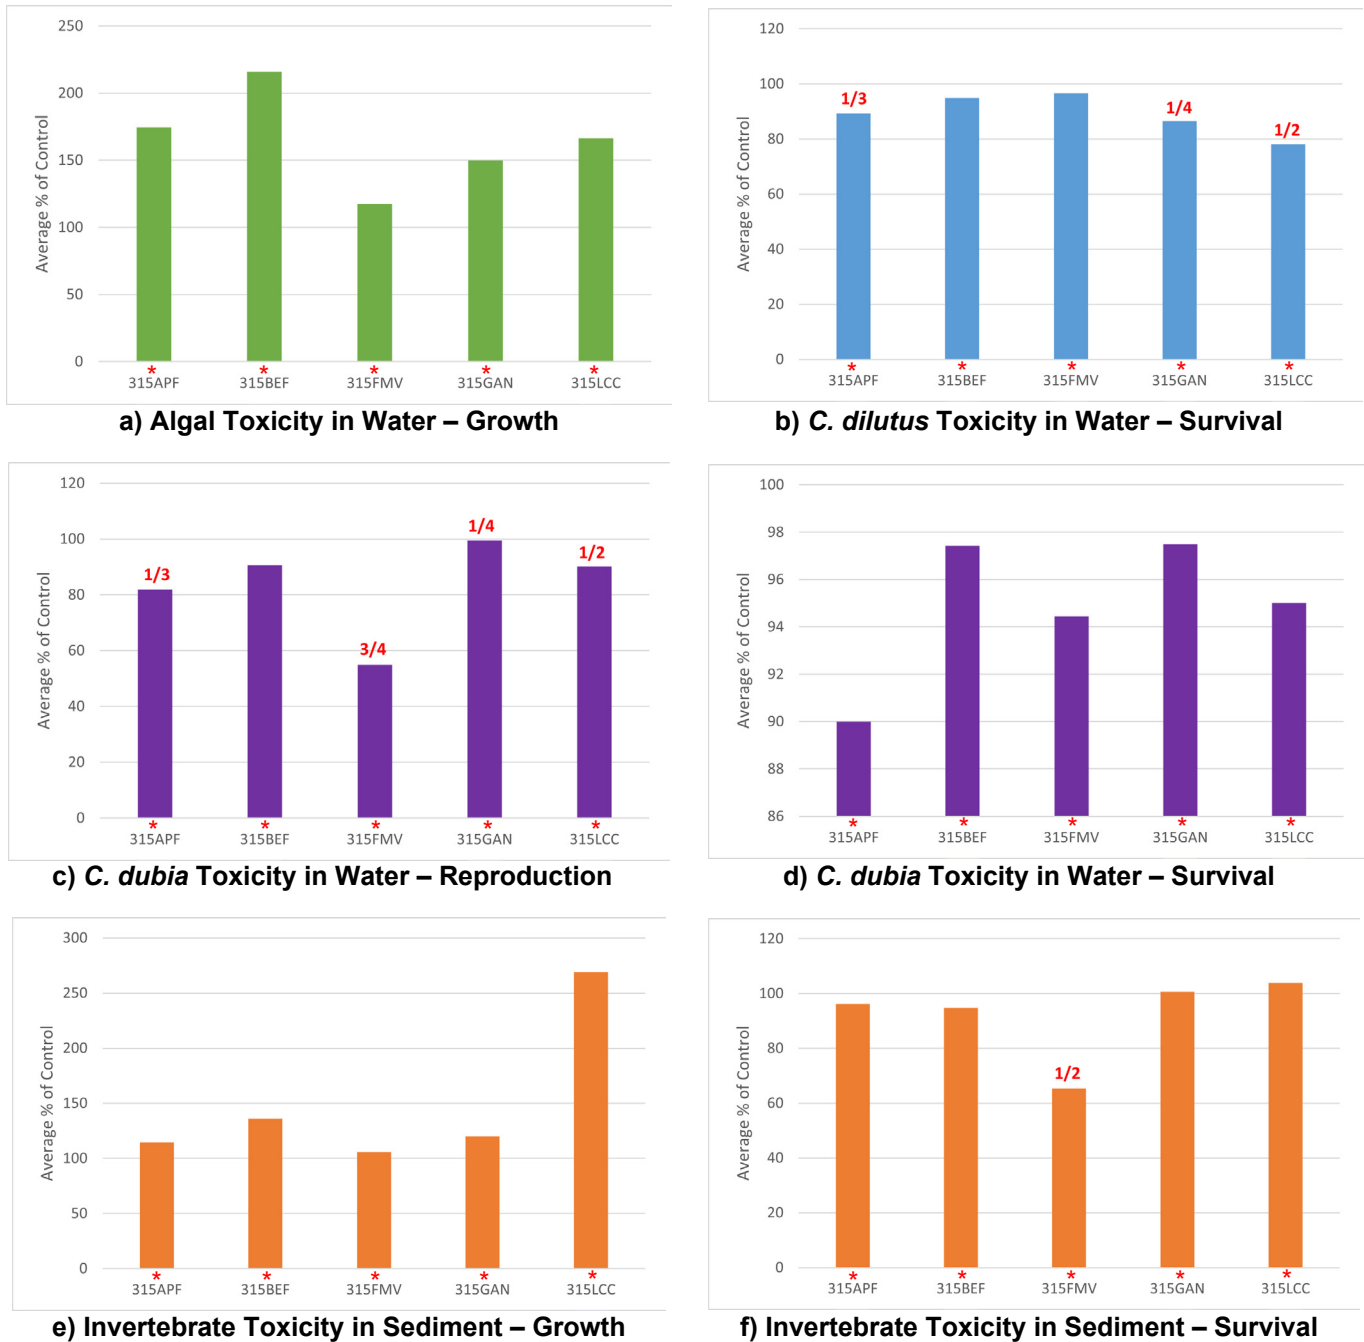 250
200
150
100
50
0
Average % of Control
* * * * *
315APF 315BEF 315FMV 315GAN 315LCC
a) Algal Toxicity in Water – Growth
120
100
80
60
40
20
0
Average % of Control
1/3 1/4 1/2
* * * * *
315APF 315BEF 315FMV 315GAN 315LCC
b) C. dilutus Toxicity in Water – Survival
120
100
80
60
40
20
0
Average % of Control
1/3 3/4 1/4 1/2
* * * * *
315APF 315BEF 315FMV 315GAN 315LCC
c) C. dubia Toxicity in Water – Reproduction
100
98
96
94
92
90
88
86
Average % of Control
* * * * *
315APF 315BEF 315FMV 315GAN 315LCC
d) C. dubia Toxicity in Water – Survival
300
250
200
150
100
50
0
Average % of Control
* * * * *
315APF 315BEF 315FMV 315GAN 315LCC
e) Invertebrate Toxicity in Sediment – Growth
120
100
80
60
40
20
0
Average % of Control
1/2
* * * * *
315APF 315BEF 315FMV 315GAN 315LCC
f) Invertebrate Toxicity in Sediment – Survival